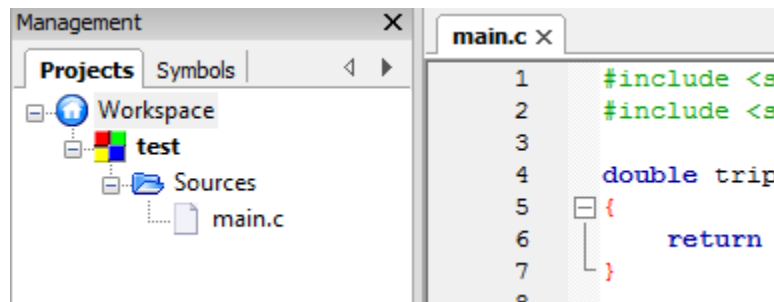 Management
Projects Symbols
Workspace
test
Sources
main.c
main.c
1 #include <s
2 #include <s
3
4 double trip
5 {
6 return
7 }
8